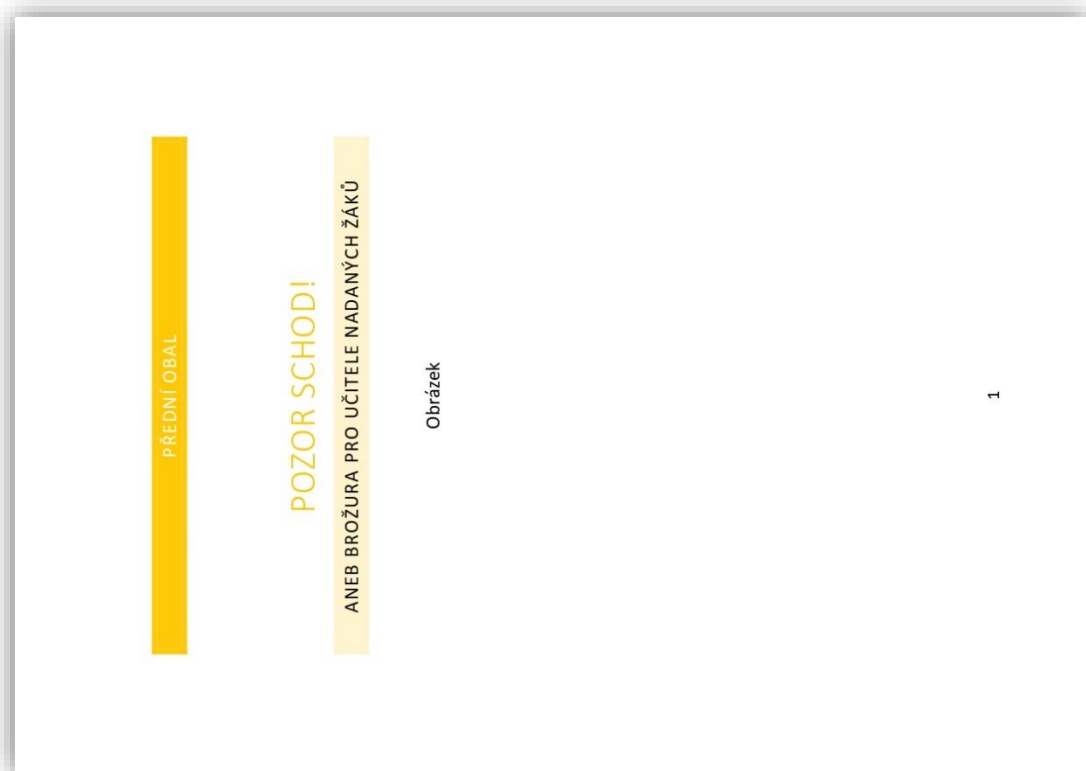 PŘEDNÍ OBAL
POZOR SCHOD!
ANEB BROŽURA PRO UČITELE NADANÝCH ŽÁKŮ
Obrázek
1